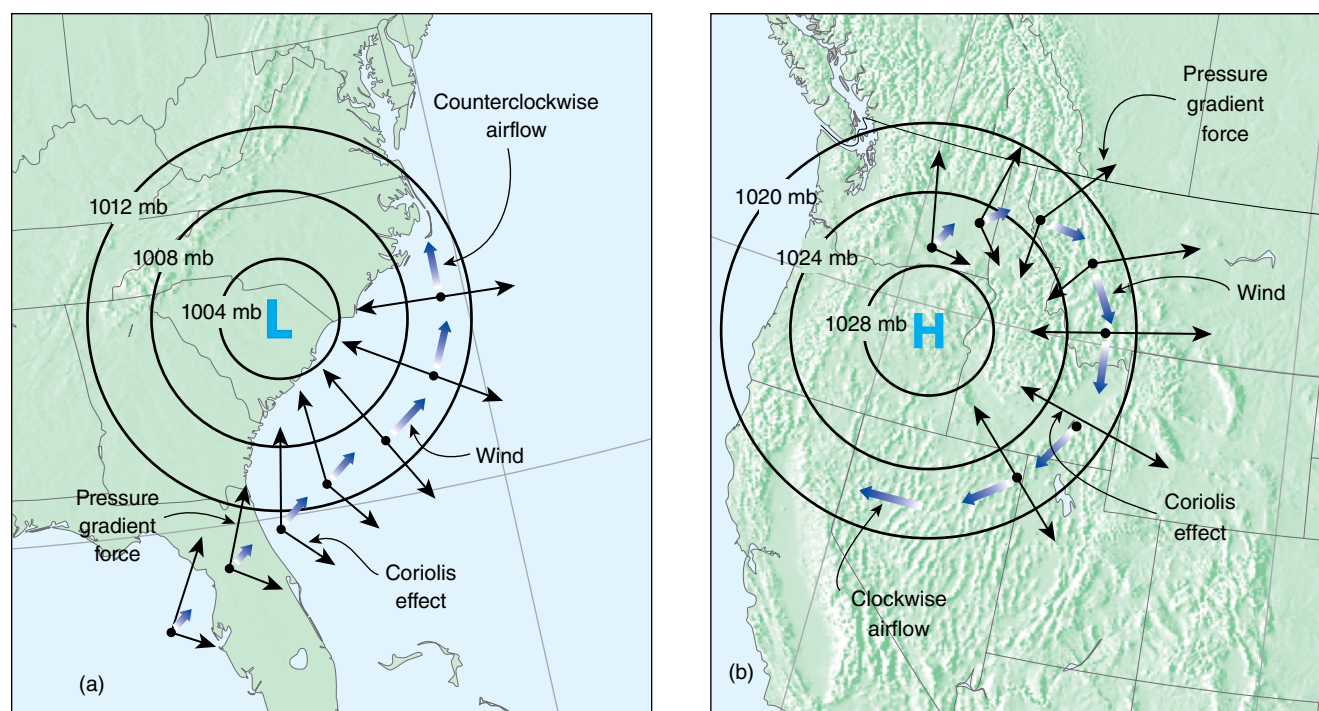 Counterclockwise
airflow
1012 mb
1008 mb
1004 mb
L
Wind
Pressure
gradient
force
Coriolis
effect
(a)
Pressure
gradient
force
1020 mb
1024 mb
1028 mb
H
Wind
Coriolis
effect
Clockwise
airflow
(b)